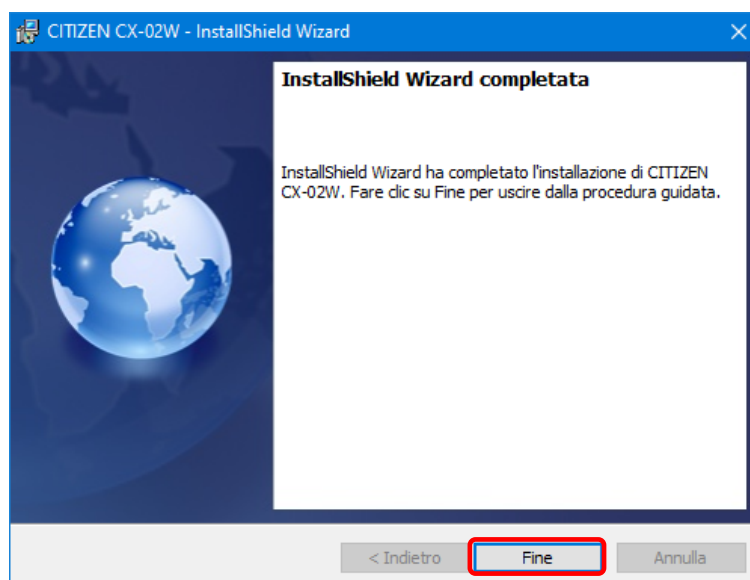 CITIZEN CX-02W - InstallShield Wizard
InstallShield Wizard completata
InstallShield Wizard ha completato l'installazione di CITIZEN
CX-02W. Fare clic su Fine per uscire dalla procedura guidata.
< Indietro
Fine
Annulla